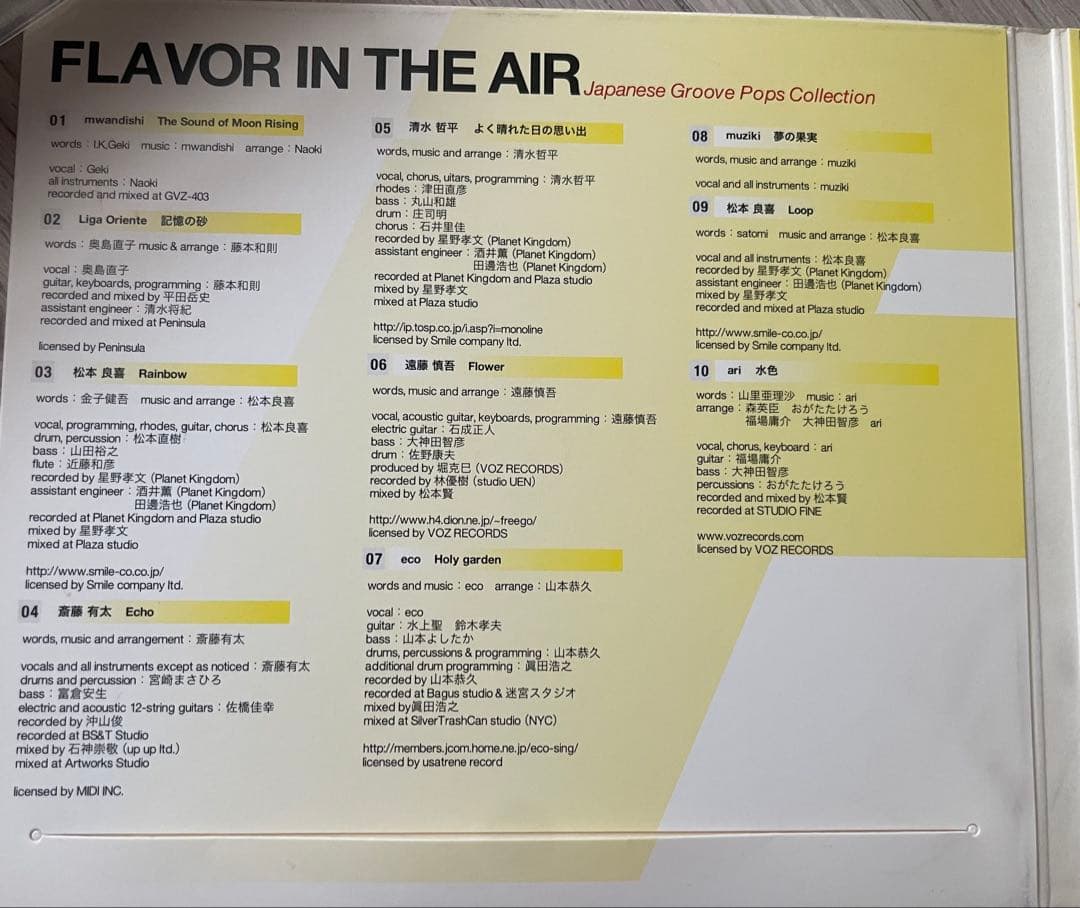 FLAVOR IN THE AIR Japanese Groove Pops Collection
01 mwandishi The Sound of Moon Rising
words : I.K,Geki music : mwandishi arrange : Naoki
vocal : Geki
all instruments : Naoki
recorded and mixed at GVZ-403
02 Liga Oriente 記憶の砂
words : 奥島直子 music & arrange : 藤本和則
vocal : 奥島直子
guitar, keyboards, programming : 藤本和則
recorded and mixed by 平田岳史
assistant engineer : 清水将紀
recorded and mixed at Peninsula
licensed by Peninsula
03 松本 良喜 Rainbow
words : 金子健吾 music and arrange : 松本良喜
vocal, programming, rhodes, guitar, chorus : 松本良喜
drum, percussion : 松本直樹
bass : 山田裕之
flute : 近藤和彦
recorded by 星野孝文 (Planet Kingdom)
assistant engineer : 酒井薫 (Planet Kingdom)
田邊浩也 (Planet Kingdom)
recorded at Planet Kingdom and Plaza studio
mixed by 星野孝文
mixed at Plaza studio
http://www.smile-co.co.jp/
licensed by Smile company ltd.
04 斎藤 有太 Echo
words, music and arrangement : 斎藤有太
vocals and all instruments except as noticed : 斎藤有太
drums and percussion : 宮崎まさひろ
bass : 富倉安生
electric and acoustic 12-string guitars : 佐橋佳幸
recorded by 沖山俊
recorded at BS&T Studio
mixed by 石神崇敬 (up up ltd.)
mixed at Artworks Studio
licensed by MIDI INC.
05 清水 哲平 よく晴れた日の思い出
words, music and arrange : 清水哲平
vocal, chorus, uitars, programming : 清水哲平
rhodes : 津田直彦
bass : 丸山和雄
drum : 庄司明
chorus : 石井里佳
recorded by 星野孝文 (Planet Kingdom)
assistant engineer : 酒井薫 (Planet Kingdom)
田邊浩也 (Planet Kingdom)
recorded at Planet Kingdom and Plaza studio
mixed by 星野孝文
mixed at Plaza studio
http://ip.tosp.co.jp/i.asp?i=monoline
licensed by Smile company ltd.
06 遠藤 慎吾 Flower
words, music and arrange : 遠藤慎吾
vocal, acoustic guitar, keyboards, programming : 遠藤慎吾
electric guitar : 石成正人
bass : 大神田智彦
drum : 佐野康夫
produced by 堀克巳 (VOZ RECORDS)
recorded by 林優樹 (studio UEN)
mixed by 松本賢
http://www.h4.dion.ne.jp/~freego/
licensed by VOZ RECORDS
07 eco Holy garden
words and music : eco arrange : 山本恭久
vocal : eco
guitar : 水上聖 鈴木孝夫
bass : 山本よしたか
drums, percussions & programming : 山本恭久
additional drum programming : 眞田浩之
recorded by 山本恭久
recorded at Bagus studio & 迷宮スタジオ
mixed by眞田浩之
mixed at SilverTrashCan studio (NYC)
http://members.jcom.home.ne.jp/eco-sing/
licensed by usatrene record
08 muziki 夢の果実
words, music and arrange : muziki
vocal and all instruments : muziki
09 松本 良喜 Loop
words : satomi music and arrange : 松本良喜
vocal and all instruments : 松本良喜
recorded by 星野孝文 (Planet Kingdom)
assistant engineer : 田邊浩也 (Planet Kingdom)
mixed by 星野孝文
recorded and mixed at Plaza studio
http://www.smile-co.co.jp/
licensed by Smile company ltd.
10 ari 水色
words : 山里亜理沙 music : ari
arrange : 森英臣 おがたたけろう
福場庸介 大神田智彦 ari
vocal, chorus, keyboard : ari
guitar : 福場庸介
bass : 大神田智彦
percussions : おがたたけろう
recorded and mixed by 松本賢
recorded at STUDIO FINE
www.vozrecords.com
licensed by VOZ RECORDS